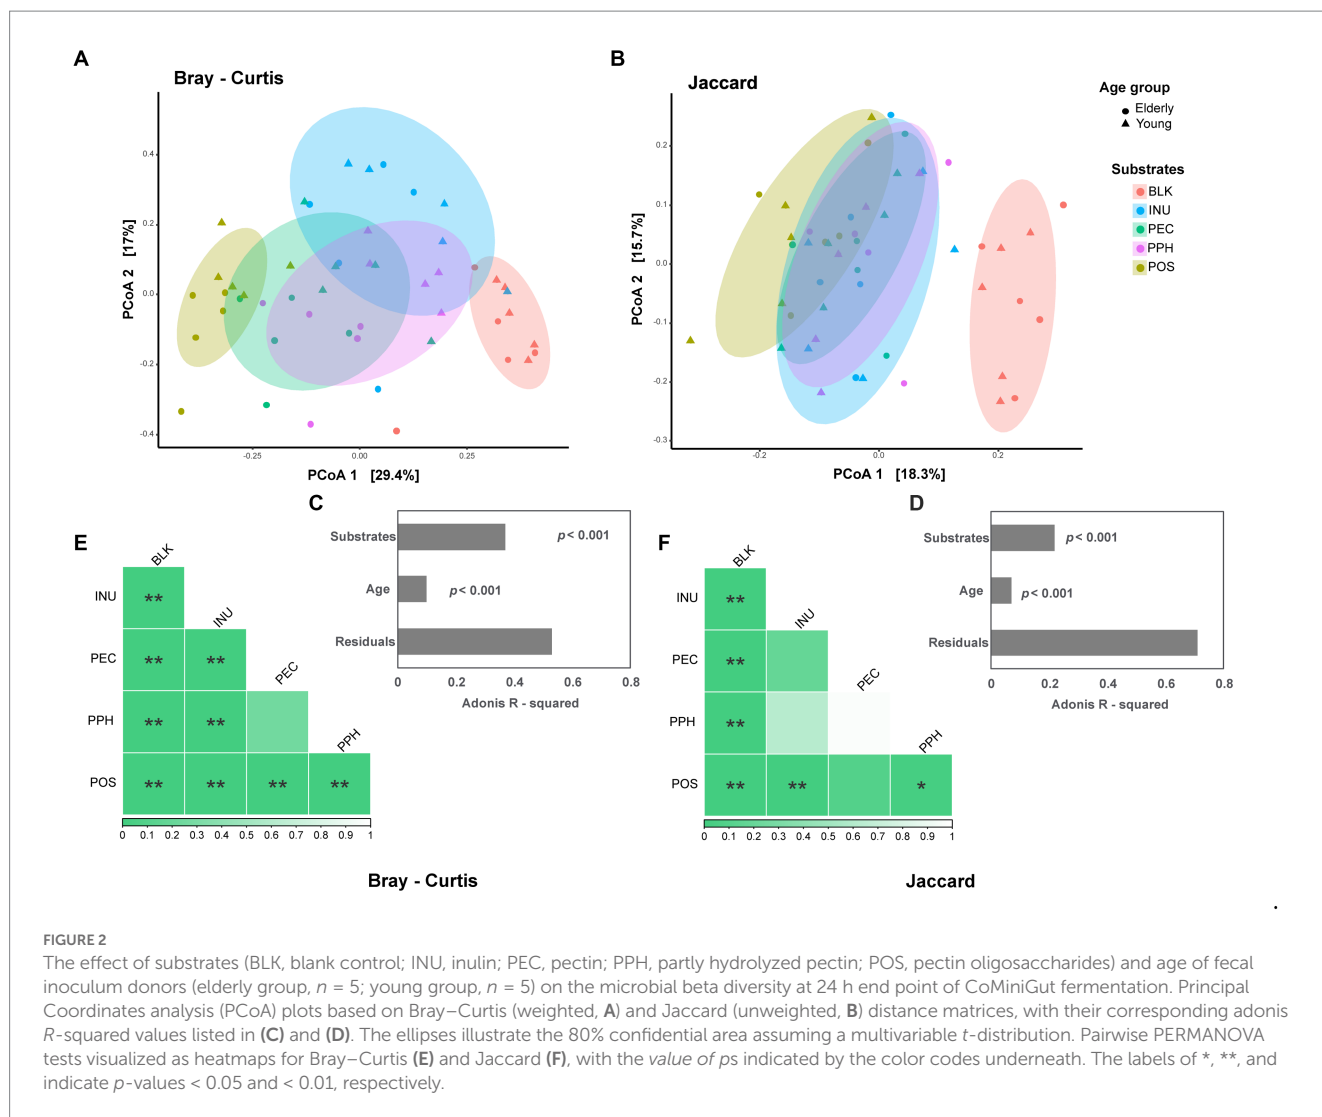 A
Bray - Curtis
PCoA 2 [17%]
0.4
0.2
0.0
-0.2
-0.4
-0.25
0.00
0.25
PCoA 1 [29.4%]
B
Jaccard
PCoA 2 [15.7%]
0.2
0.1
0.0
-0.1
-0.2
-0.3
-0.2
0.0
0.2
PCoA 1 [18.3%]
Age group
Elderly
Young
Substrates
BLK
INU
PEC
PPH
POS
C
Substrates
p < 0.001
Age
p < 0.001
Residuals
0 0.2 0.4 0.6 0.8
Adonis R - squared
D
Substrates
p < 0.001
Age
p < 0.001
Residuals
0 0.2 0.4 0.6 0.8
Adonis R - squared
E
BLK
INU **
INU
PEC ** **
PEC
PPH ** **
PPH
POS ** ** ** **
0 0.1 0.2 0.3 0.4 0.5 0.6 0.7 0.8 0.9 1
Bray - Curtis
F
BLK
INU **
INU
PEC **
PEC
PPH **
PPH
POS ** ** *
0 0.1 0.2 0.3 0.4 0.5 0.6 0.7 0.8 0.9 1
Jaccard
.
FIGURE 2
The effect of substrates (BLK, blank control; INU, inulin; PEC, pectin; PPH, partly hydrolyzed pectin; POS, pectin oligosaccharides) and age of fecal
inoculum donors (elderly group, n = 5; young group, n = 5) on the microbial beta diversity at 24 h end point of CoMiniGut fermentation. Principal
Coordinates analysis (PCoA) plots based on Bray–Curtis (weighted, A) and Jaccard (unweighted, B) distance matrices, with their corresponding adonis
R-squared values listed in (C) and (D). The ellipses illustrate the 80% confidential area assuming a multivariable t-distribution. Pairwise PERMANOVA
tests visualized as heatmaps for Bray–Curtis (E) and Jaccard (F), with the value of ps indicated by the color codes underneath. The labels of *, **, and
indicate p-values < 0.05 and < 0.01, respectively.